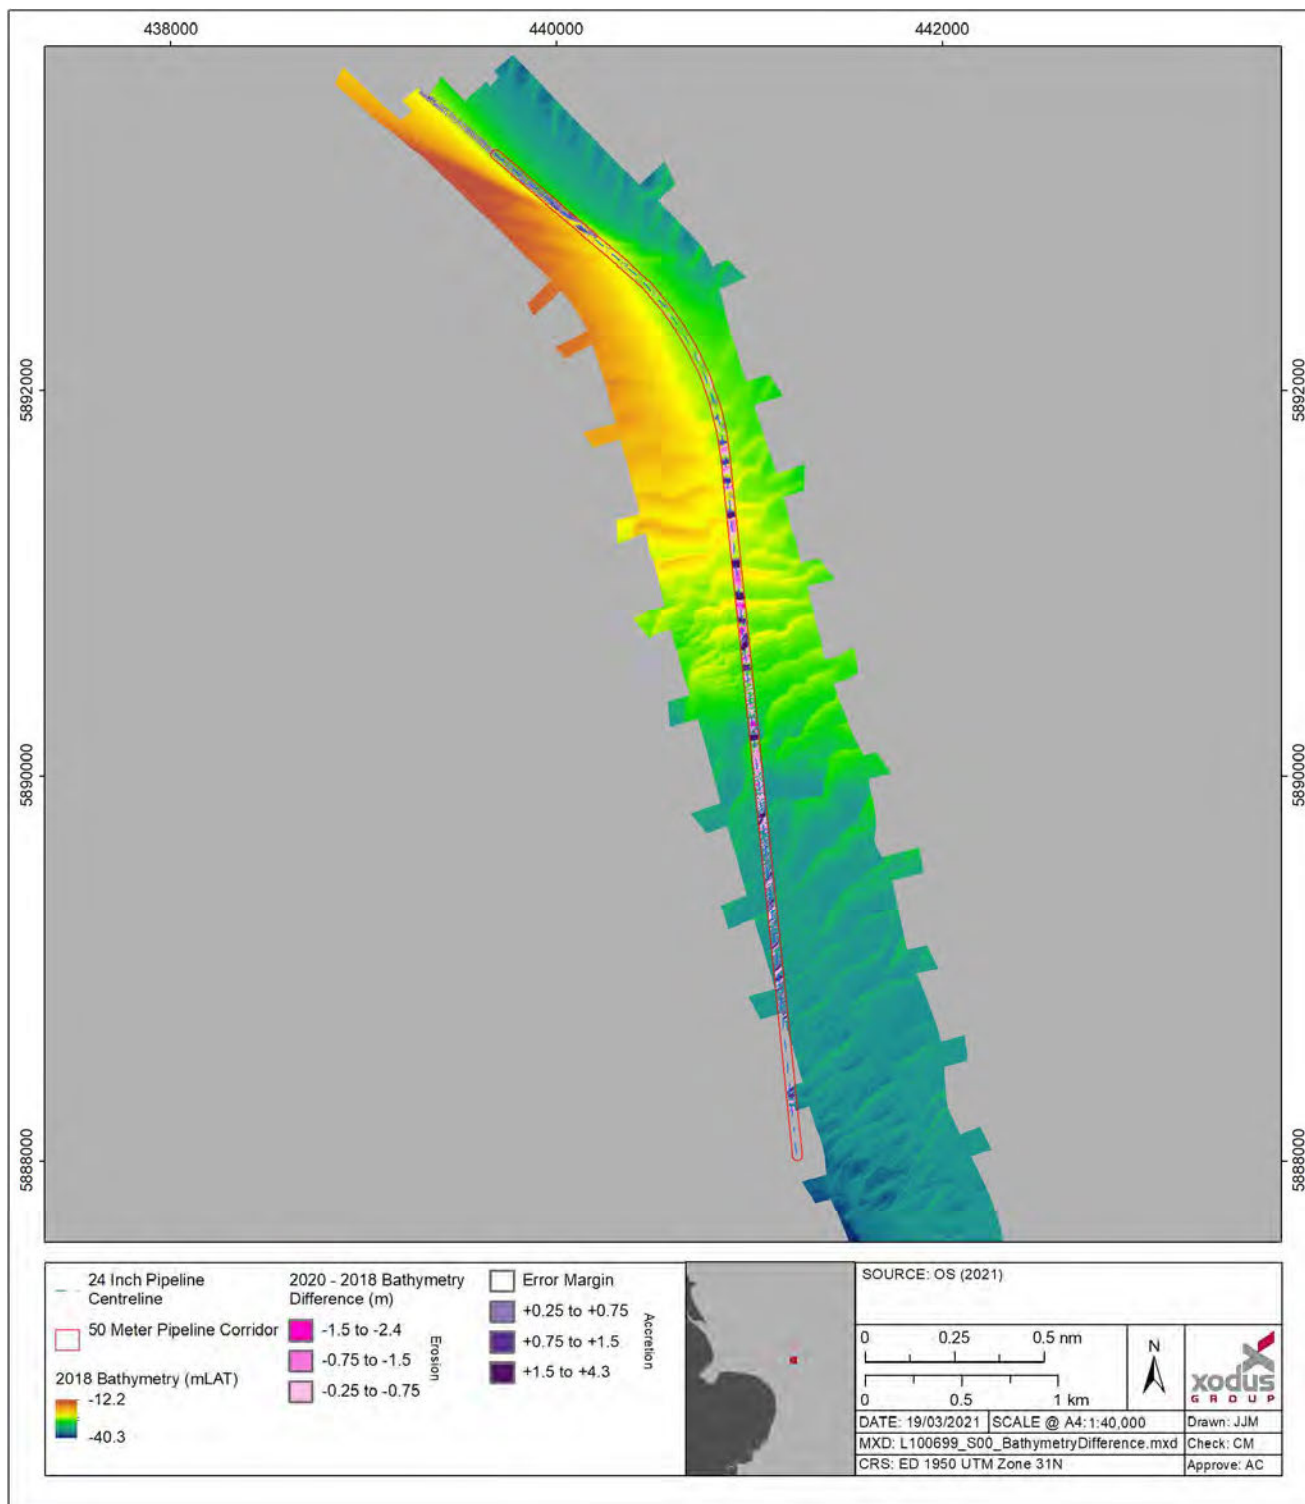 438000
440000
442000
5892000
5892000
5890000
5890000
5888000
5888000
24 Inch Pipeline
Centreline
50 Meter Pipeline Corridor
2018 Bathymetry (mLAT)
-12.2
-40.3
2020 - 2018 Bathymetry
Difference (m)
-1.5 to -2.4
-0.75 to -1.5
-0.25 to -0.75
Erosion
Error Margin
+0.25 to +0.75
+0.75 to +1.5
+1.5 to +4.3
Accretion
SOURCE: OS (2021)
0 0.25 0.5 nm
0 0.5 1 km
N
xodus
GROUP
DATE: 19/03/2021
SCALE @ A4:1:40,000
Drawn: JJM
MXD: L100699_S00_BathymetryDifference.mxd
Check: CM
CRS: ED 1950 UTM Zone 31N
Approve: AC